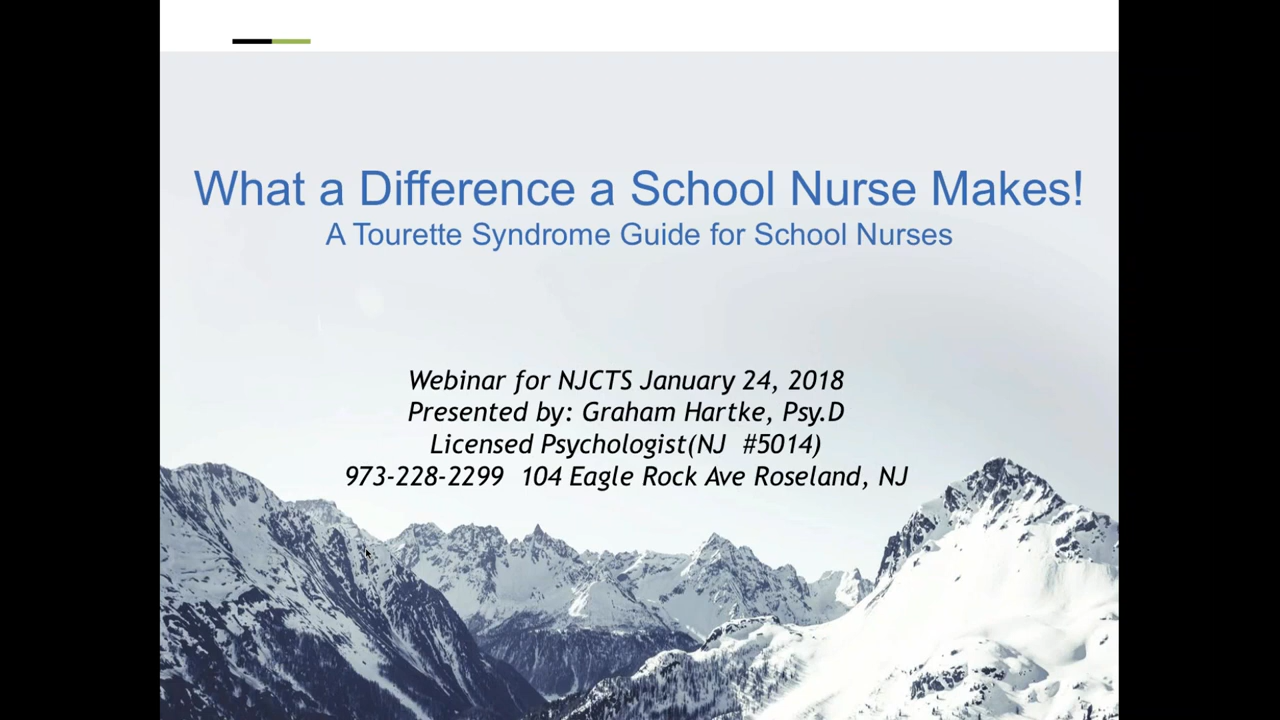 What a Difference a School Nurse Makes!
A Tourette Syndrome Guide for School Nurses
Webinar for NJCTS January 24, 2018
Presented by: Graham Hartke, Psy.D
Licensed Psychologist(NJ  #5014)
973-228-2299  104 Eagle Rock Ave Roseland, NJ